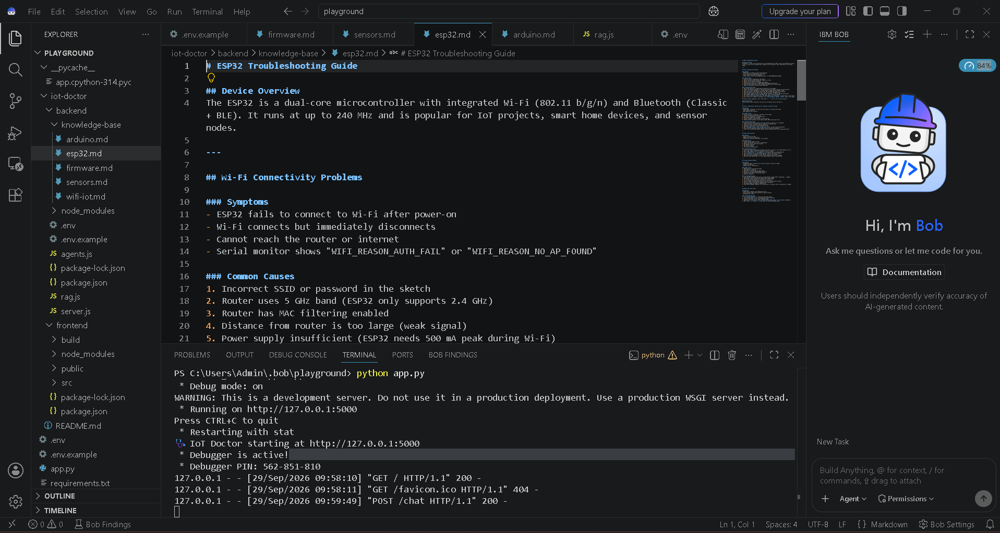 File Edit Selection View Go Run Terminal Help
playground
Upgrade your plan
EXPLORER
PLAYGROUND
__pycache__
app.cpython-314.pyc
iot-doctor
backend
knowledge-base
arduino.md
esp32.md
firmware.md
sensors.md
wifi-iot.md
node_modules
.env
.env.example
agents.js
package-lock.json
package.json
rag.js
server.js
frontend
build
node_modules
public
src
package-lock.json
package.json
README.md
.env
.env.example
app.py
requirements.txt
OUTLINE
TIMELINE
.env.example firmware.md sensors.md esp32.md arduino.md JS rag.js .env
iot-doctor > backend > knowledge-base > esp32.md > abc # ESP32 Troubleshooting Guide
1 # ESP32 Troubleshooting Guide
2
3 ## Device Overview
4 The ESP32 is a dual-core microcontroller with integrated Wi-Fi (802.11 b/g/n) and Bluetooth (Classic
+ BLE). It runs at up to 240 MHz and is popular for IoT projects, smart home devices, and sensor
nodes.
5
6 ---
7
8 ## Wi-Fi Connectivity Problems
9
10 ### Symptoms
11 - ESP32 fails to connect to Wi-Fi after power-on
12 - Wi-Fi connects but immediately disconnects
13 - Cannot reach the router or internet
14 - Serial monitor shows "WIFI_REASON_AUTH_FAIL" or "WIFI_REASON_NO_AP_FOUND"
15
16 ### Common Causes
17 1. Incorrect SSID or password in the sketch
18 2. Router uses 5 GHz band (ESP32 only supports 2.4 GHz)
19 3. Router has MAC filtering enabled
20 4. Distance from router is too large (weak signal)
21 5. Power supply insufficient (ESP32 needs 500 mA peak during Wi-Fi)
PROBLEMS OUTPUT DEBUG CONSOLE TERMINAL PORTS BOB FINDINGS
python
PS C:\Users\Admin\.bob\playground> python app.py
* Debug mode: on
WARNING: This is a development server. Do not use it in a production deployment. Use a production WSGI server instead.
* Running on http://127.0.0.1:5000
Press CTRL+C to quit
* Restarting with stat
IoT Doctor starting at http://127.0.0.1:5000
* Debugger is active!
* Debugger PIN: 562-851-810
127.0.0.1 - - [29/Sep/2026 09:58:10] "GET / HTTP/1.1" 200 -
127.0.0.1 - - [29/Sep/2026 09:58:11] "GET /favicon.ico HTTP/1.1" 404 -
127.0.0.1 - - [29/Sep/2026 09:59:49] "POST /chat HTTP/1.1" 200 -
IBM BOB
84%
Hi, I'm Bob
Ask me questions or let me code for you.
Documentation
Users should independently verify accuracy of
AI-generated content.
New Task
Build Anything, @ for context, / for
commands, ⇧ drag to attach
Agent Permissions
0 0 Bob Findings
Ln 1, Col 1 Spaces: 4 UTF-8 LF { } Markdown Bob Settings